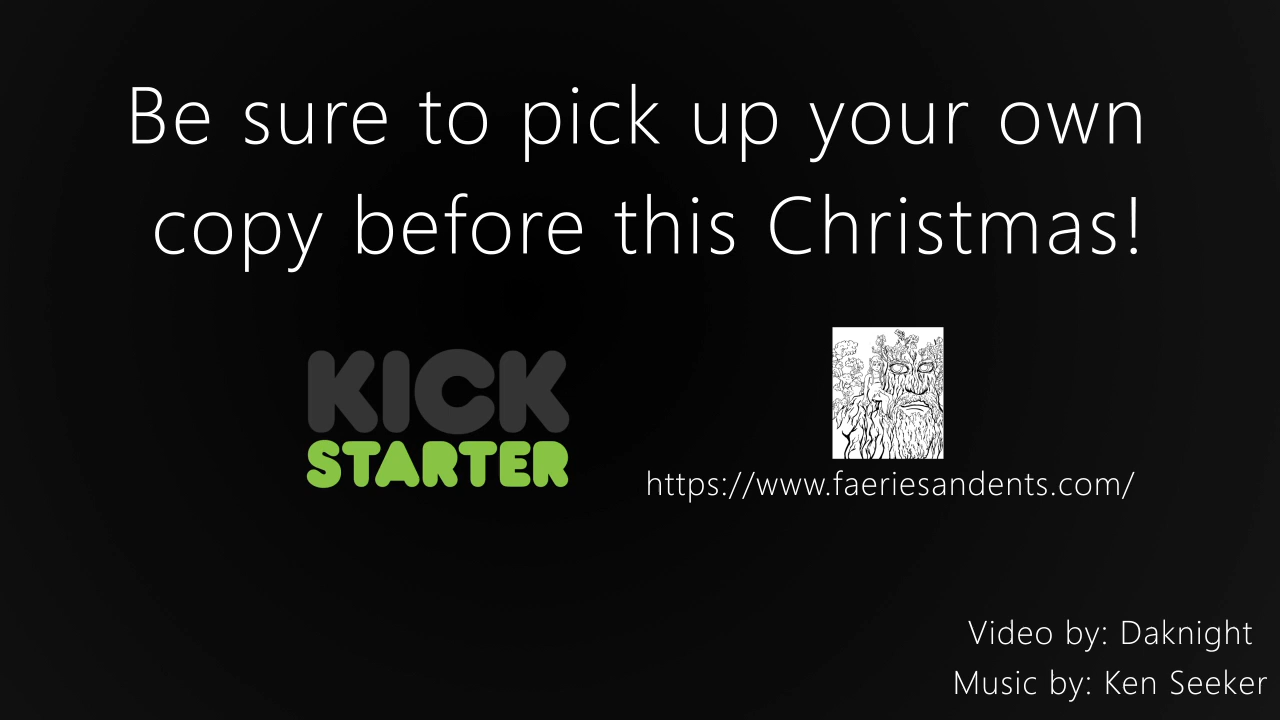 Be sure to pick up your own
copy before this Christmas!
KICK
STARTER
https://www.faeriesandents.com/
Video by: Daknight
Music by: Ken Seeker